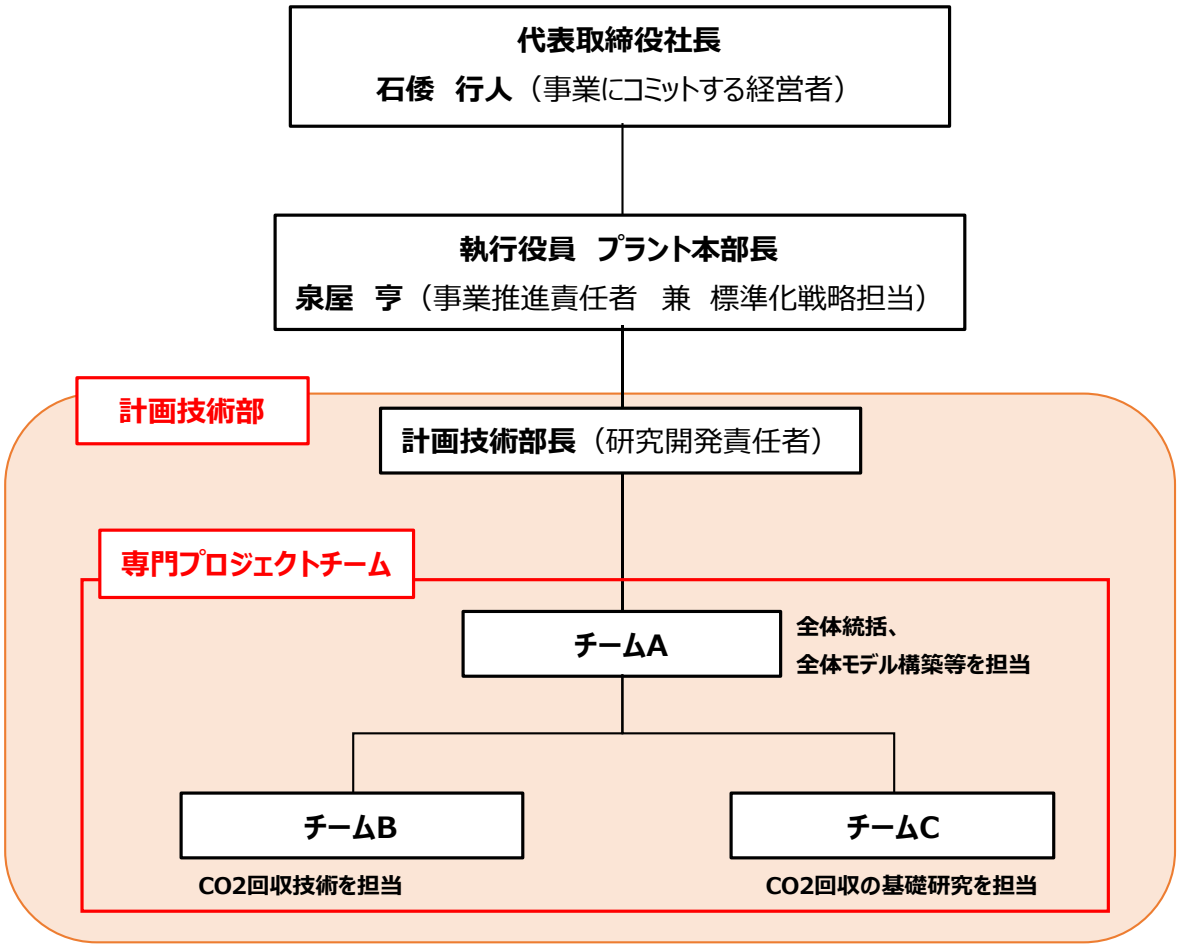 代表取締役社長
石倭　行人（事業にコミットする経営者）
執行役員　プラント本部長
泉屋　亨（事業推進責任者　兼　標準化戦略担当）
計画技術部
計画技術部長（研究開発責任者）
専門プロジェクトチーム
チームA
全体統括、
全体モデル構築等を担当
チームB
チームC
CO2回収技術を担当
CO2回収の基礎研究を担当